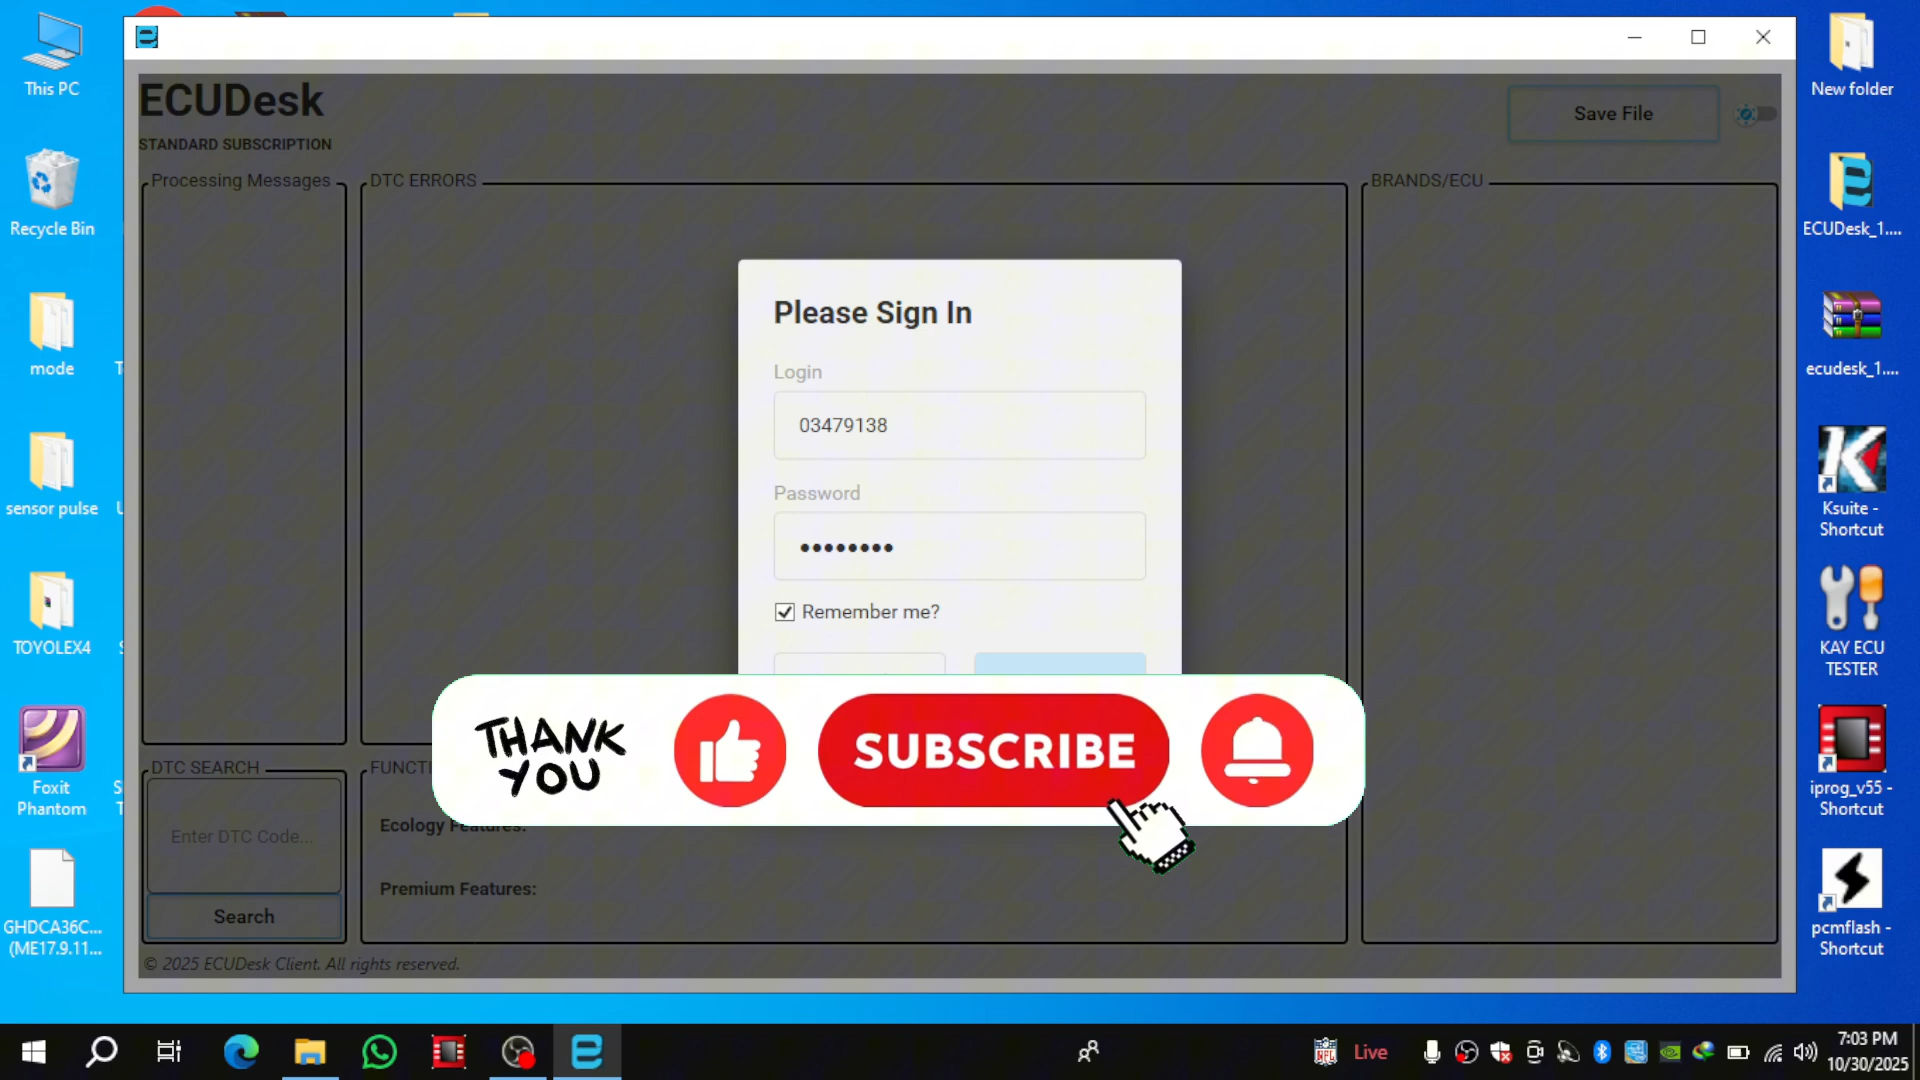 This PC
Recycle Bin
mode
sensor pulse
TOYOLEX4
Foxit
Phantom
GHDCA36C...
(ME17.9.11...
ECUDesk
STANDARD SUBSCRIPTION
Save File
Processing Messages
DTC ERRORS
BRANDS/ECU
Please Sign In
Login
03479138
Password
Remember me?
THANK
YOU
SUBSCRIBE
DTC SEARCH
Enter DTC Code...
Search
Ecology Features:
Premium Features:
© 2025 ECUDesk Client. All rights reserved.
New folder
ECUDesk_1....
ecudesk_1....
Ksuite -
Shortcut
KAY ECU
TESTER
iprog_v55 -
Shortcut
pcmflash -
Shortcut
NFL
Live
7:03 PM
10/30/2025